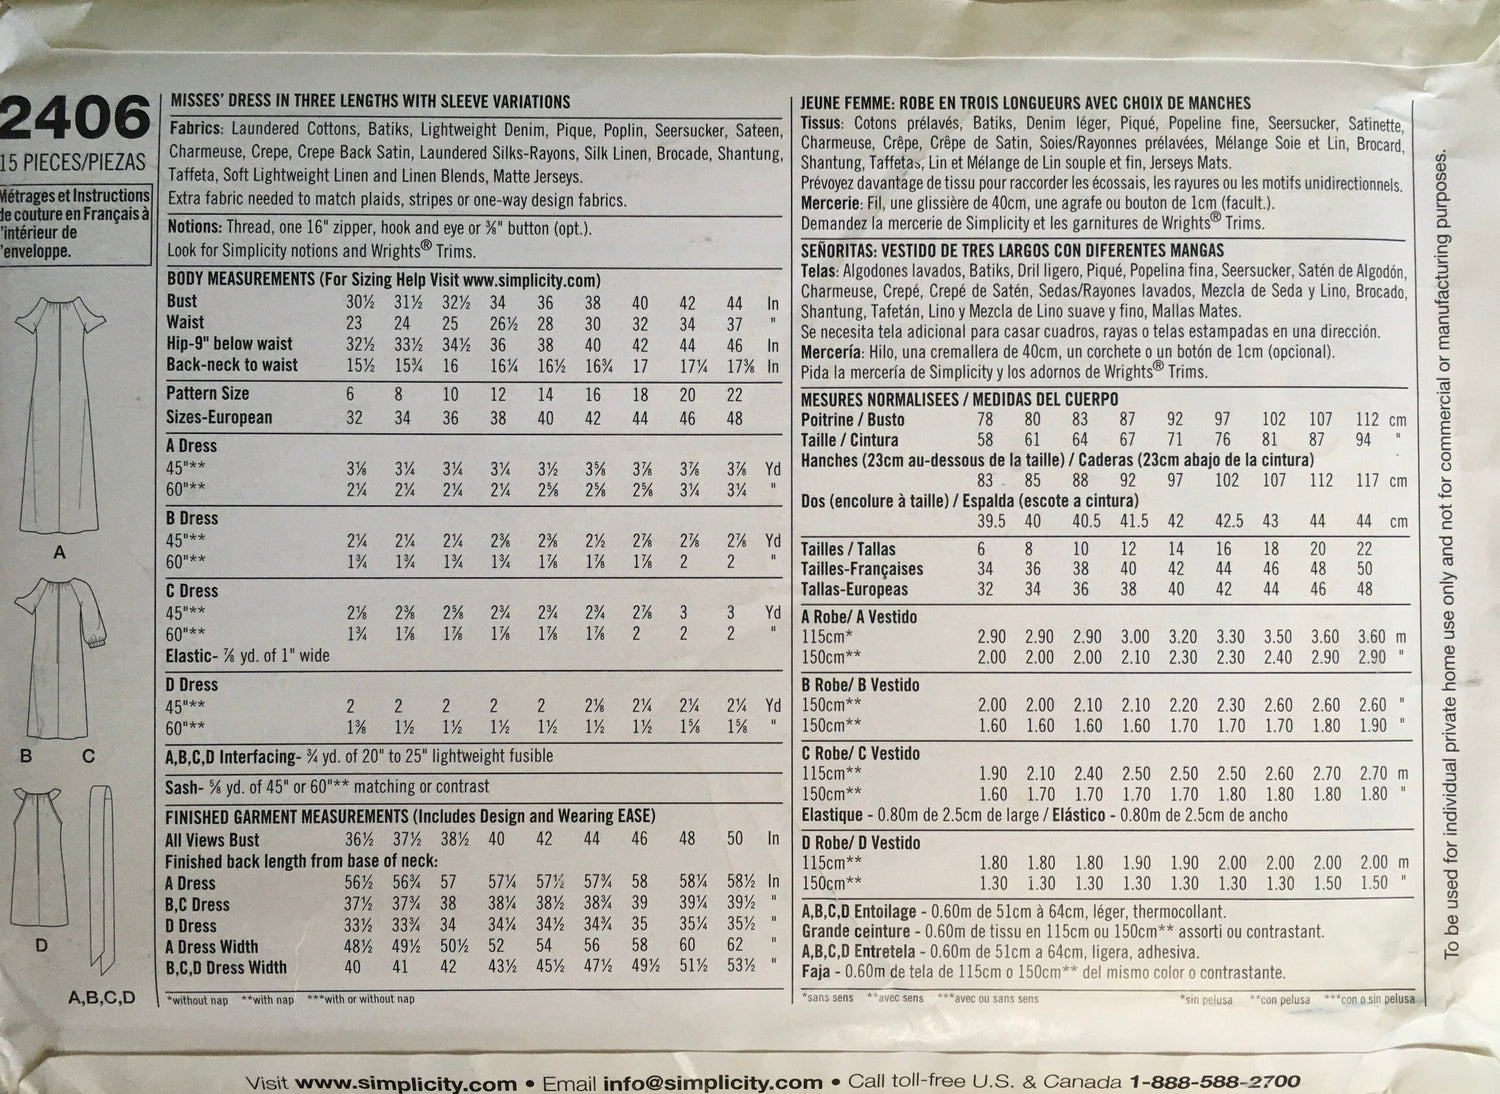 2406
15 PIECES/PIEZAS
Métrages et Instructions
de couture en Français à
l'intérieur de
l'enveloppe.
A
B C
D
A,B,C,D
MISSES' DRESS IN THREE LENGTHS WITH SLEEVE VARIATIONS
Fabrics: Laundered Cottons, Batiks, Lightweight Denim, Pique, Poplin, Seersucker, Sateen,
Charmeuse, Crepe, Crepe Back Satin, Laundered Silks-Rayons, Silk Linen, Brocade, Shantung,
Taffeta, Soft Lightweight Linen and Linen Blends, Matte Jerseys.
Extra fabric needed to match plaids, stripes or one-way design fabrics.
Notions: Thread, one 16" zipper, hook and eye or ⅜" button (opt.).
Look for Simplicity notions and Wrights® Trims.
BODY MEASUREMENTS (For Sizing Help Visit www.simplicity.com)
Bust 30½ 31½ 32½ 34 36 38 40 42 44 In
Waist 23 24 25 26½ 28 30 32 34 37 "
Hip-9" below waist 32½ 33½ 34½ 36 38 40 42 44 46 In
Back-neck to waist 15½ 15¾ 16 16¼ 16½ 16¾ 17 17¼ 17⅜ In
Pattern Size 6 8 10 12 14 16 18 20 22
Sizes-European 32 34 36 38 40 42 44 46 48
A Dress
45"** 3⅛ 3¼ 3¼ 3¼ 3½ 3⅝ 3⅞ 3⅞ 3⅞ Yd
60"** 2¼ 2¼ 2¼ 2¼ 2⅝ 2⅝ 2⅝ 3¼ 3¼ "
B Dress
45"** 2¼ 2¼ 2¼ 2⅜ 2⅜ 2½ 2⅞ 2⅞ 2⅞ Yd
60"** 1¾ 1¾ 1¾ 1¾ 1⅞ 1⅞ 1⅞ 2 2 "
C Dress
45"** 2⅛ 2⅜ 2⅝ 2¾ 2¾ 2¾ 2⅞ 3 3 Yd
60"** 1¾ 1⅞ 1⅞ 1⅞ 1⅞ 1⅞ 2 2 2 "
Elastic- ⅞ yd. of 1" wide
D Dress
45"** 2 2 2 2 2 2⅛ 2¼ 2¼ 2¼ Yd
60"** 1⅜ 1½ 1½ 1½ 1½ 1½ 1½ 1⅝ 1⅝ "
A,B,C,D Interfacing- ¾ yd. of 20" to 25" lightweight fusible
Sash- ⅝ yd. of 45" or 60"** matching or contrast
FINISHED GARMENT MEASUREMENTS (Includes Design and Wearing EASE)
All Views Bust 36½ 37½ 38½ 40 42 44 46 48 50 In
Finished back length from base of neck:
A Dress 56½ 56¾ 57 57¼ 57½ 57¾ 58 58¼ 58½ In
B,C Dress 37½ 37¾ 38 38¼ 38½ 38¾ 39 39¼ 39½ "
D Dress 33½ 33¾ 34 34¼ 34½ 34¾ 35 35¼ 35½ "
A Dress Width 48½ 49½ 50½ 52 54 56 58 60 62 "
B,C,D Dress Width 40 41 42 43½ 45½ 47½ 49½ 51½ 53½ "
*without nap **with nap ***with or without nap
JEUNE FEMME: ROBE EN TROIS LONGUEURS AVEC CHOIX DE MANCHES
Tissus: Cotons prélavés, Batiks, Denim léger, Piqué, Popeline fine, Seersucker, Satinette,
Charmeuse, Crêpe, Crêpe de Satin, Soies/Rayonnes prélavées, Mélange Soie et Lin, Brocard,
Shantung, Taffetas, Lin et Mélange de Lin souple et fin, Jerseys Mats.
Prévoyez davantage de tissu pour raccorder les écossais, les rayures ou les motifs unidirectionnels.
Mercerie: Fil, une glissière de 40cm, une agrafe ou bouton de 1cm (facult.).
Demandez la mercerie de Simplicity et les garnitures de Wrights® Trims.
SEÑORITAS: VESTIDO DE TRES LARGOS CON DIFERENTES MANGAS
Telas: Algodones lavados, Batiks, Dril ligero, Piqué, Popelina fina, Seersucker, Satén de Algodón,
Charmeuse, Crepé, Crepé de Satén, Sedas/Rayones lavados, Mezcla de Seda y Lino, Brocado,
Shantung, Tafetán, Lino y Mezcla de Lino suave y fino, Mallas Mates.
Se necesita tela adicional para casar cuadros, rayas o telas estampadas en una dirección.
Mercería: Hilo, una cremallera de 40cm, un corchete o un botón de 1cm (opcional).
Pida la mercería de Simplicity y los adornos de Wrights® Trims.
MESURES NORMALISEES / MEDIDAS DEL CUERPO
Poitrine / Busto 78 80 83 87 92 97 102 107 112 cm
Taille / Cintura 58 61 64 67 71 76 81 87 94 "
Hanches (23cm au-dessous de la taille) / Caderas (23cm abajo de la cintura)
83 85 88 92 97 102 107 112 117 cm
Dos (encolure à taille) / Espalda (escote a cintura)
39.5 40 40.5 41.5 42 42.5 43 44 44 cm
Tailles / Tallas 6 8 10 12 14 16 18 20 22
Tailles-Françaises 34 36 38 40 42 44 46 48 50
Tallas-Europeas 32 34 36 38 40 42 44 46 48
A Robe/ A Vestido
115cm* 2.90 2.90 2.90 3.00 3.20 3.30 3.50 3.60 3.60 m
150cm** 2.00 2.00 2.00 2.10 2.30 2.30 2.40 2.90 2.90 "
B Robe/ B Vestido
150cm** 2.00 2.00 2.10 2.10 2.20 2.30 2.60 2.60 2.60 "
150cm** 1.60 1.60 1.60 1.60 1.70 1.70 1.70 1.80 1.90 "
C Robe/ C Vestido
115cm** 1.90 2.10 2.40 2.50 2.50 2.50 2.60 2.70 2.70 m
150cm** 1.60 1.70 1.70 1.70 1.80 1.80 1.80 1.80 1.80 "
Elastique - 0.80m de 2.5cm de large / Elástico - 0.80m de 2.5cm de ancho
D Robe/ D Vestido
115cm** 1.80 1.80 1.80 1.90 1.90 2.00 2.00 2.00 2.00 m
150cm** 1.30 1.30 1.30 1.30 1.30 1.30 1.30 1.50 1.50 "
A,B,C,D Entoilage - 0.60m de 51cm à 64cm, léger, thermocollant.
Grande ceinture - 0.60m de tissu en 115cm ou 150cm** assorti ou contrastant.
A,B,C,D Entretela - 0.60m de 51cm a 64cm, ligera, adhesiva.
Faja - 0.60m de tela de 115cm o 150cm** del mismo color o contrastante.
*sans sens **avec sens ***avec ou sans sens *sin pelusa **con pelusa ***con o sin pelusa
To be used for individual private home use only and not for commercial or manufacturing purposes.
Visit www.simplicity.com • Email info@simplicity.com • Call toll-free U.S. & Canada 1-888-588-2700